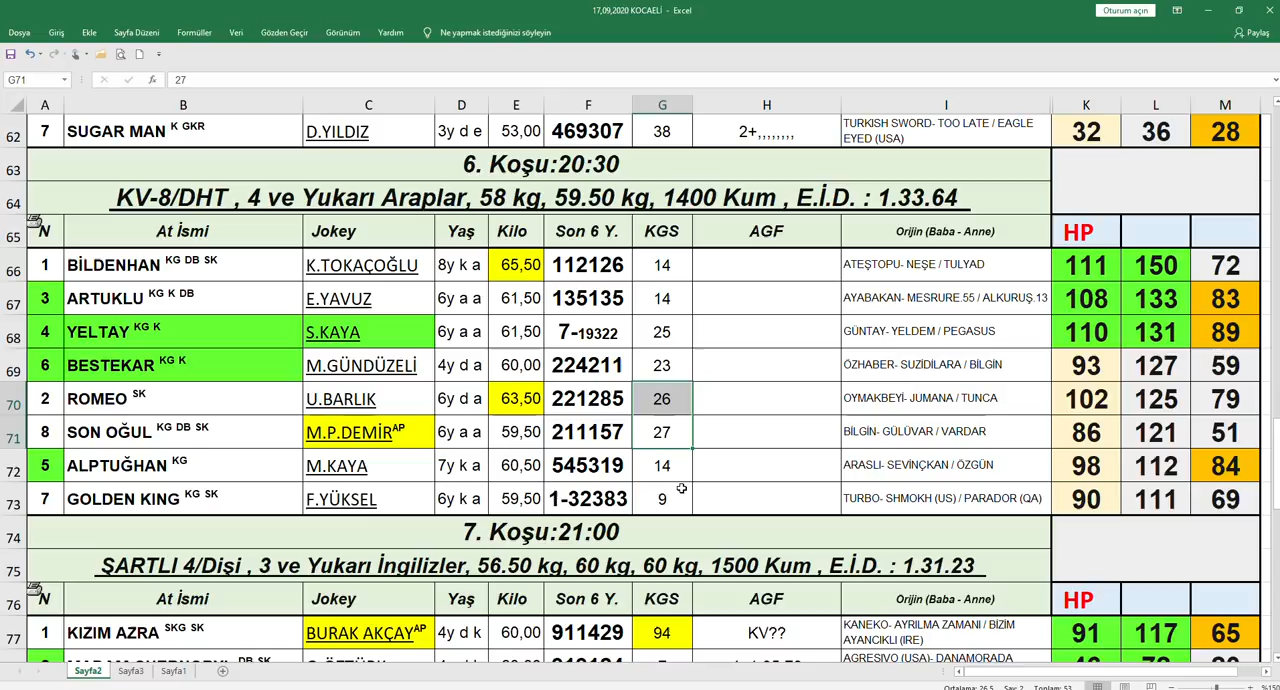 17,09,2020 KOCAELİ - Excel
Oturum açın
Dosya Giriş Ekle Sayfa Düzeni Formüller Veri Gözden Geçir Görünüm Yardım Ne yapmak istediğinizi söyleyin Paylaş
G71 fx 27
A B C D E F G H I K L M
62 7 SUGAR MAN K GKR D.YILDIZ 3y d e 53,00 469307 38 2+,,,,,,,, TURKISH SWORD- TOO LATE / EAGLE EYED (USA) 32 36 28
63 6. Koşu:20:30
64 KV-8/DHT , 4 ve Yukarı Araplar, 58 kg, 59.50 kg, 1400 Kum , E.İ.D. : 1.33.64
65 N At İsmi Jokey Yaş Kilo Son 6 Y. KGS AGF Orijin (Baba - Anne) HP
66 1 BİLDENHAN KG DB SK K.TOKAÇOĞLU 8y k a 65,50 112126 14 ATEŞTOPU- NEŞE / TULYAD 111 150 72
67 3 ARTUKLU KG K DB E.YAVUZ 6y a a 61,50 135135 14 AYABAKAN- MESRURE.55 / ALKURUŞ.13 108 133 83
68 4 YELTAY KG K S.KAYA 6y a a 61,50 7-19322 25 GÜNTAY- YELDEM / PEGASUS 110 131 89
69 6 BESTEKAR KG K M.GÜNDÜZELİ 4y d a 60,00 224211 23 ÖZHABER- SUZİDİLARA / BİLGİN 93 127 59
70 2 ROMEO SK U.BARLIK 6y d a 63,50 221285 26 OYMAKBEYİ- JUMANA / TUNCA 102 125 79
71 8 SON OĞUL KG DB SK M.P.DEMİR AP 6y a a 59,50 211157 27 BİLGİN- GÜLÜVAR / VARDAR 86 121 51
72 5 ALPTUĞHAN KG M.KAYA 7y k a 60,50 545319 14 ARASLI- SEVİNÇKAN / ÖZGÜN 98 112 84
73 7 GOLDEN KING KG SK F.YÜKSEL 6y k a 59,50 1-32383 9 TURBO- SHMOKH (US) / PARADOR (QA) 90 111 69
74 7. Koşu:21:00
75 ŞARTLI 4/Dişi , 3 ve Yukarı İngilizler, 56.50 kg, 60 kg, 60 kg, 1500 Kum , E.İ.D. : 1.31.23
76 N At İsmi Jokey Yaş Kilo Son 6 Y. KGS AGF Orijin (Baba - Anne) HP
77 1 KIZIM AZRA SKG SK BURAK AKÇAY AP 4y d k 60,00 911429 94 KV?? KANEKO- AYRILMA ZAMANI / BİZİM AYANCIKLI (IRE) 91 117 65
AGRESIVO (USA)- DANAMORADA
Sayfa2 Sayfa3 Sayfa1
Ortalama: 26,5 Say: 2 Toplam: 53 %150